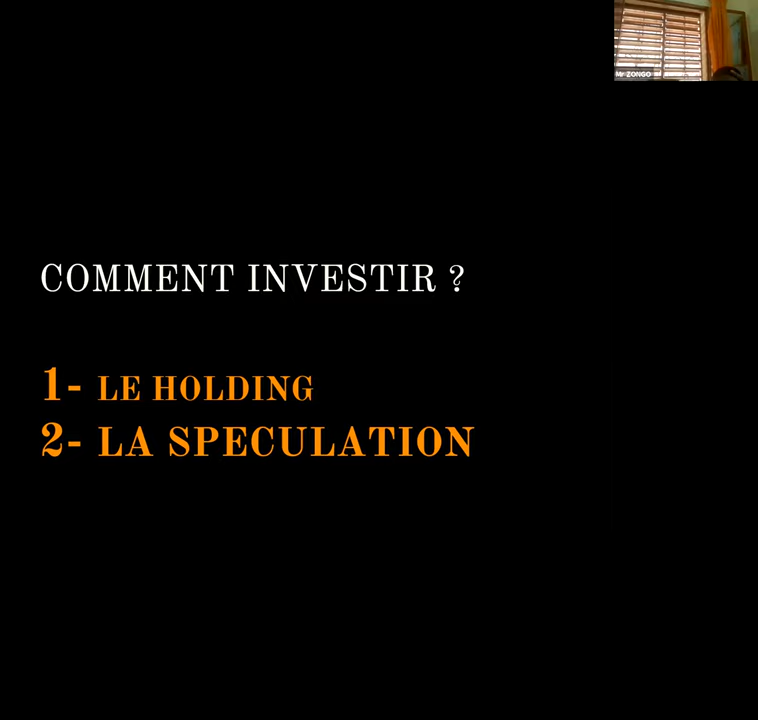 Mr ZONGO
COMMENT INVESTIR ?
1- LE HOLDING
2- LA SPECULATION